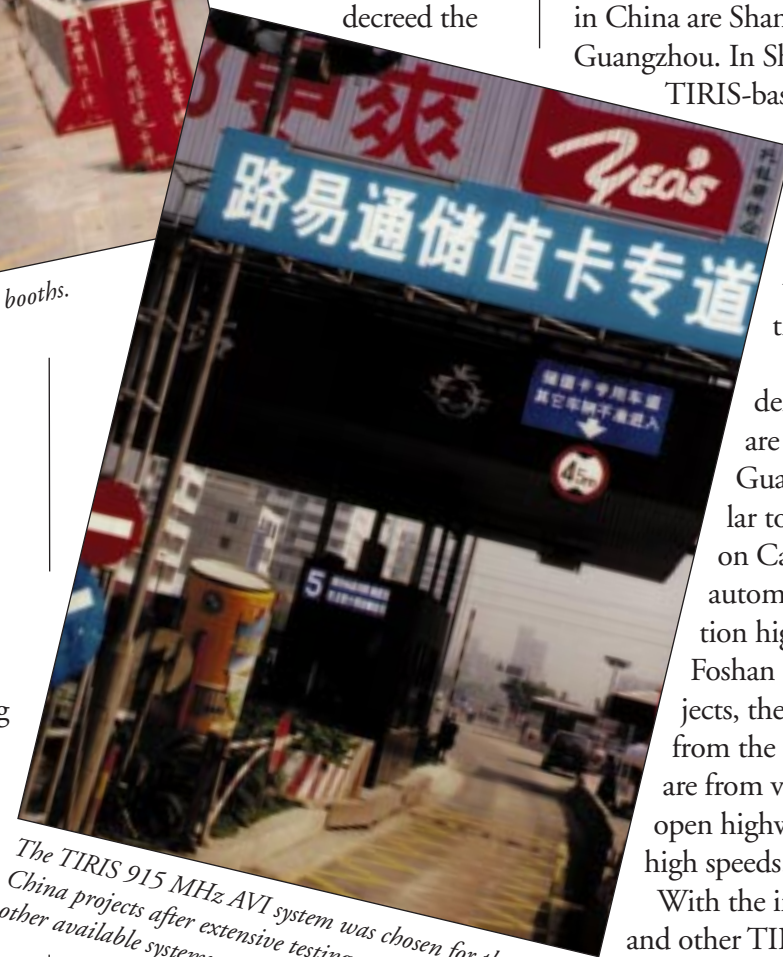 decreed the
in China are Shan
Guangzhou. In Sh
TIRIS-bas
爽
Yeo's
路易通储值卡专道
储值卡专用车道
其它车辆不准进入
4.5m
5
booths.
t
de
are
Gua
lar to
on Ca
autom
tion hig
Foshan
jects, the
from the
are from v
open highw
high speeds
With the i
and other TI
g
The TIRIS 915 MHz AVI system was chosen for th
China projects after extensive testing
other available systems